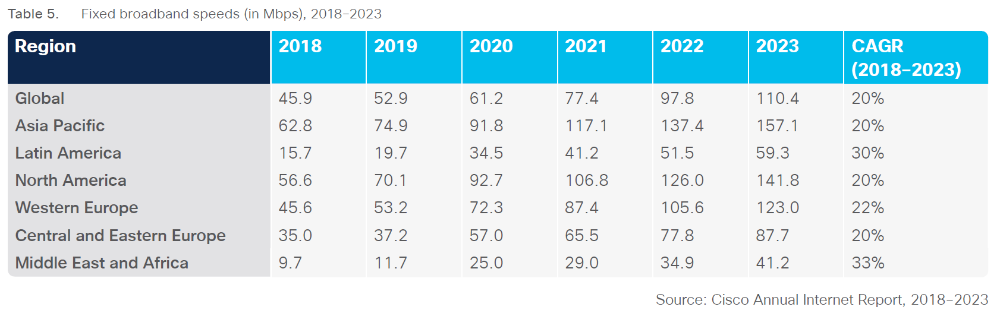 Table 5. Fixed broadband speeds (in Mbps), 2018–2023
Region 2018 2019 2020 2021 2022 2023 CAGR (2018–2023)
Global 45.9 52.9 61.2 77.4 97.8 110.4 20%
Asia Pacific 62.8 74.9 91.8 117.1 137.4 157.1 20%
Latin America 15.7 19.7 34.5 41.2 51.5 59.3 30%
North America 56.6 70.1 92.7 106.8 126.0 141.8 20%
Western Europe 45.6 53.2 72.3 87.4 105.6 123.0 22%
Central and Eastern Europe 35.0 37.2 57.0 65.5 77.8 87.7 20%
Middle East and Africa 9.7 11.7 25.0 29.0 34.9 41.2 33%
Source: Cisco Annual Internet Report, 2018–2023